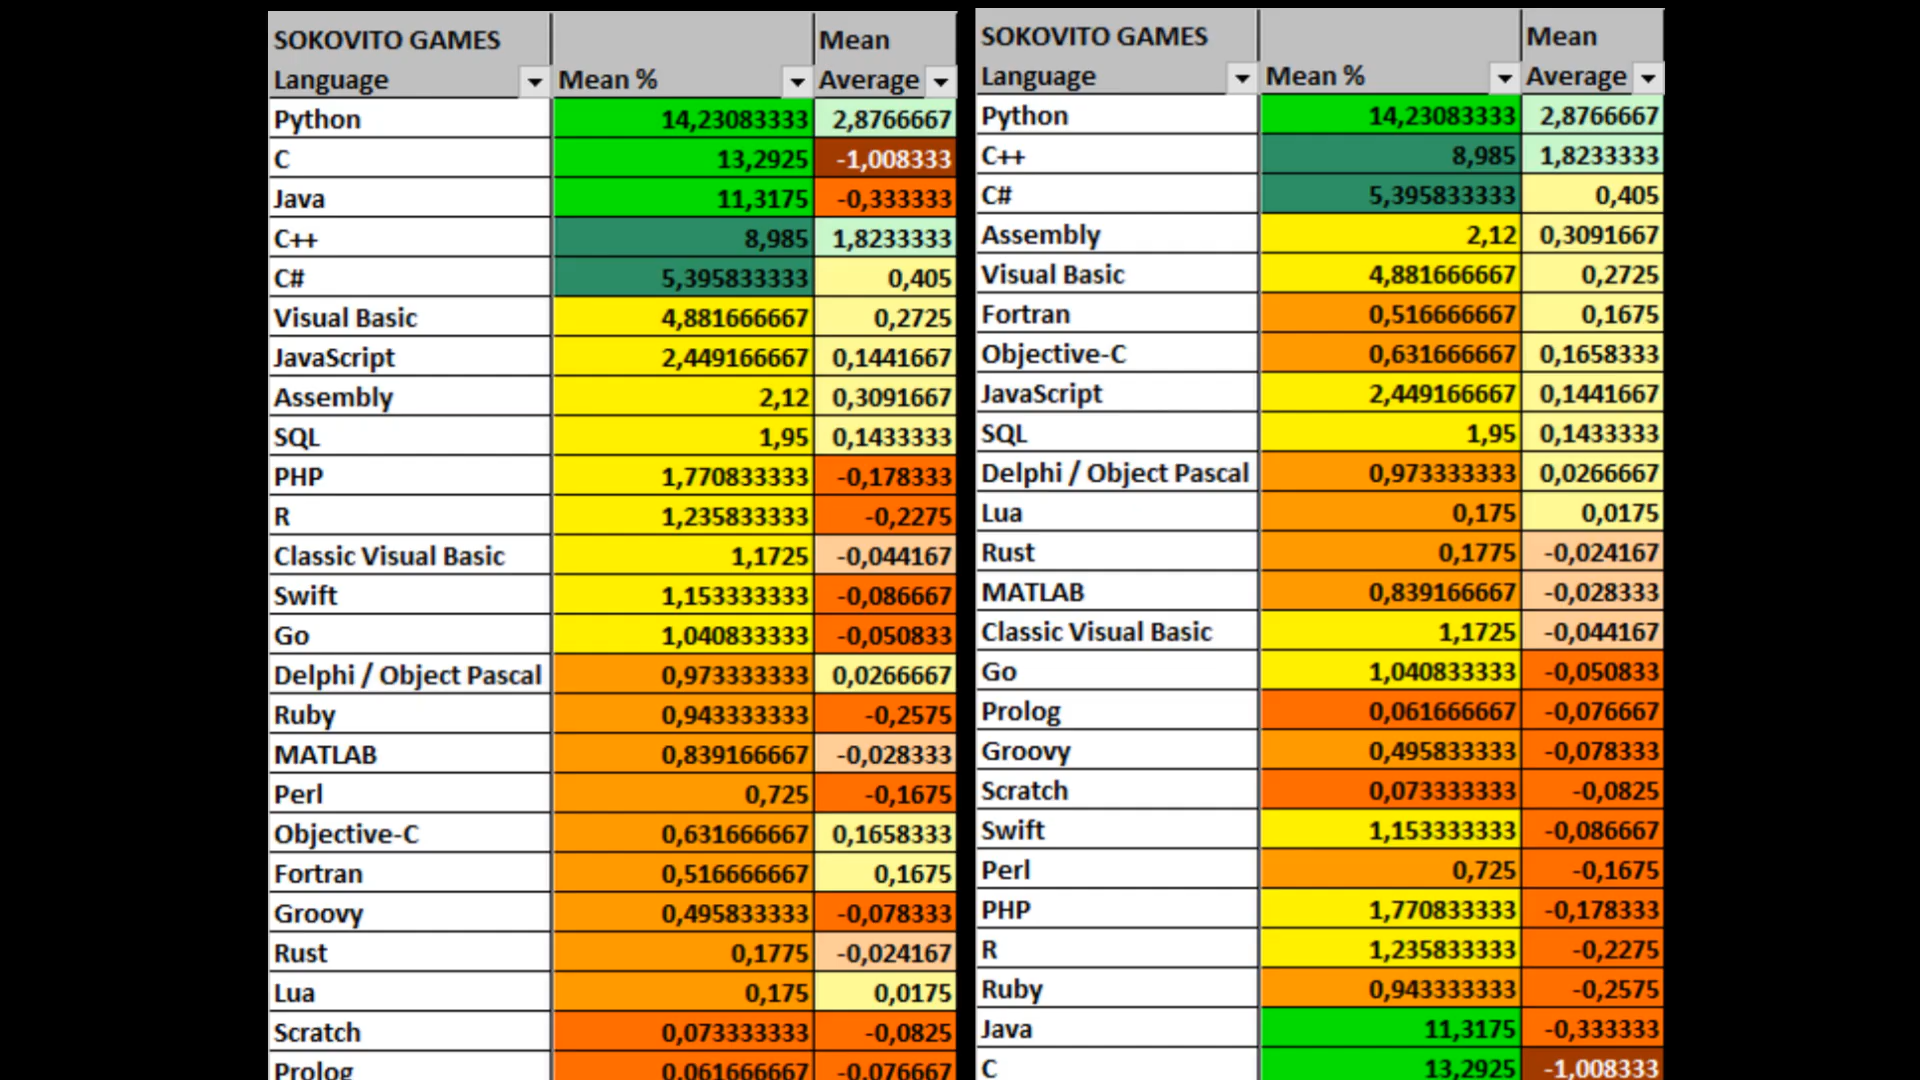 SOKOVITO GAMES Mean
Language Mean % Average
Python 14,23083333 2,8766667
C 13,2925 -1,008333
Java 11,3175 -0,333333
C++ 8,985 1,8233333
C# 5,395833333 0,405
Visual Basic 4,881666667 0,2725
JavaScript 2,449166667 0,1441667
Assembly 2,12 0,3091667
SQL 1,95 0,1433333
PHP 1,770833333 -0,178333
R 1,235833333 -0,2275
Classic Visual Basic 1,1725 -0,044167
Swift 1,153333333 -0,086667
Go 1,040833333 -0,050833
Delphi / Object Pascal 0,973333333 0,0266667
Ruby 0,943333333 -0,2575
MATLAB 0,839166667 -0,028333
Perl 0,725 -0,1675
Objective-C 0,631666667 0,1658333
Fortran 0,516666667 0,1675
Groovy 0,495833333 -0,078333
Rust 0,1775 -0,024167
Lua 0,175 0,0175
Scratch 0,073333333 -0,0825
Prolog 0,061666667 -0,076667
SOKOVITO GAMES Mean
Language Mean % Average
Python 14,23083333 2,8766667
C++ 8,985 1,8233333
C# 5,395833333 0,405
Assembly 2,12 0,3091667
Visual Basic 4,881666667 0,2725
Fortran 0,516666667 0,1675
Objective-C 0,631666667 0,1658333
JavaScript 2,449166667 0,1441667
SQL 1,95 0,1433333
Delphi / Object Pascal 0,973333333 0,0266667
Lua 0,175 0,0175
Rust 0,1775 -0,024167
MATLAB 0,839166667 -0,028333
Classic Visual Basic 1,1725 -0,044167
Go 1,040833333 -0,050833
Prolog 0,061666667 -0,076667
Groovy 0,495833333 -0,078333
Scratch 0,073333333 -0,0825
Swift 1,153333333 -0,086667
Perl 0,725 -0,1675
PHP 1,770833333 -0,178333
R 1,235833333 -0,2275
Ruby 0,943333333 -0,2575
Java 11,3175 -0,333333
C 13,2925 -1,008333